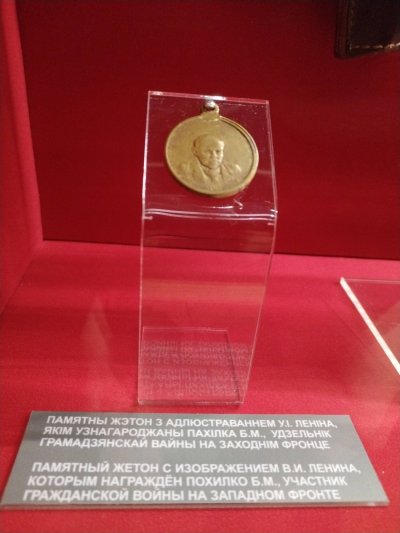 ПАМЯТНЫ ЖЭТОН З АДЛЮСТРАВАННЕМ У.І. ЛЕНІНА,
ЯКІМ УЗНАГАРОДЖАНЫ ПАХІЛКА Б.М., УДЗЕЛЬНІК
ГРАМАДЗЯНСКАЙ ВАЙНЫ НА ЗАХОДНІМ ФРОНЦЕ
ПАМЯТНЫЙ ЖЕТОН С ИЗОБРАЖЕНИЕМ В.И. ЛЕНИНА,
КОТОРЫМ НАГРАЖДЁН ПОХИЛКО Б.М., УЧАСТНИК
ГРАЖДАНСКОЙ ВОЙНЫ НА ЗАПАДНОМ ФРОНТЕ